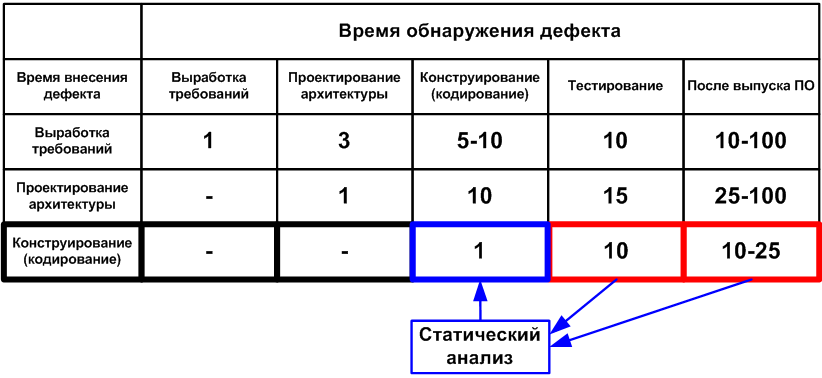 Время обнаружения дефекта
Время внесения
дефекта
Выработка
требований
Проектирование
архитектуры
Конструирование
(кодирование)
Тестирование
После выпуска ПО
Выработка
требований
1
3
5-10
10
10-100
Проектирование
архитектуры
-
1
10
15
25-100
Конструирование
(кодирование)
-
-
1
10
10-25
Статический
анализ